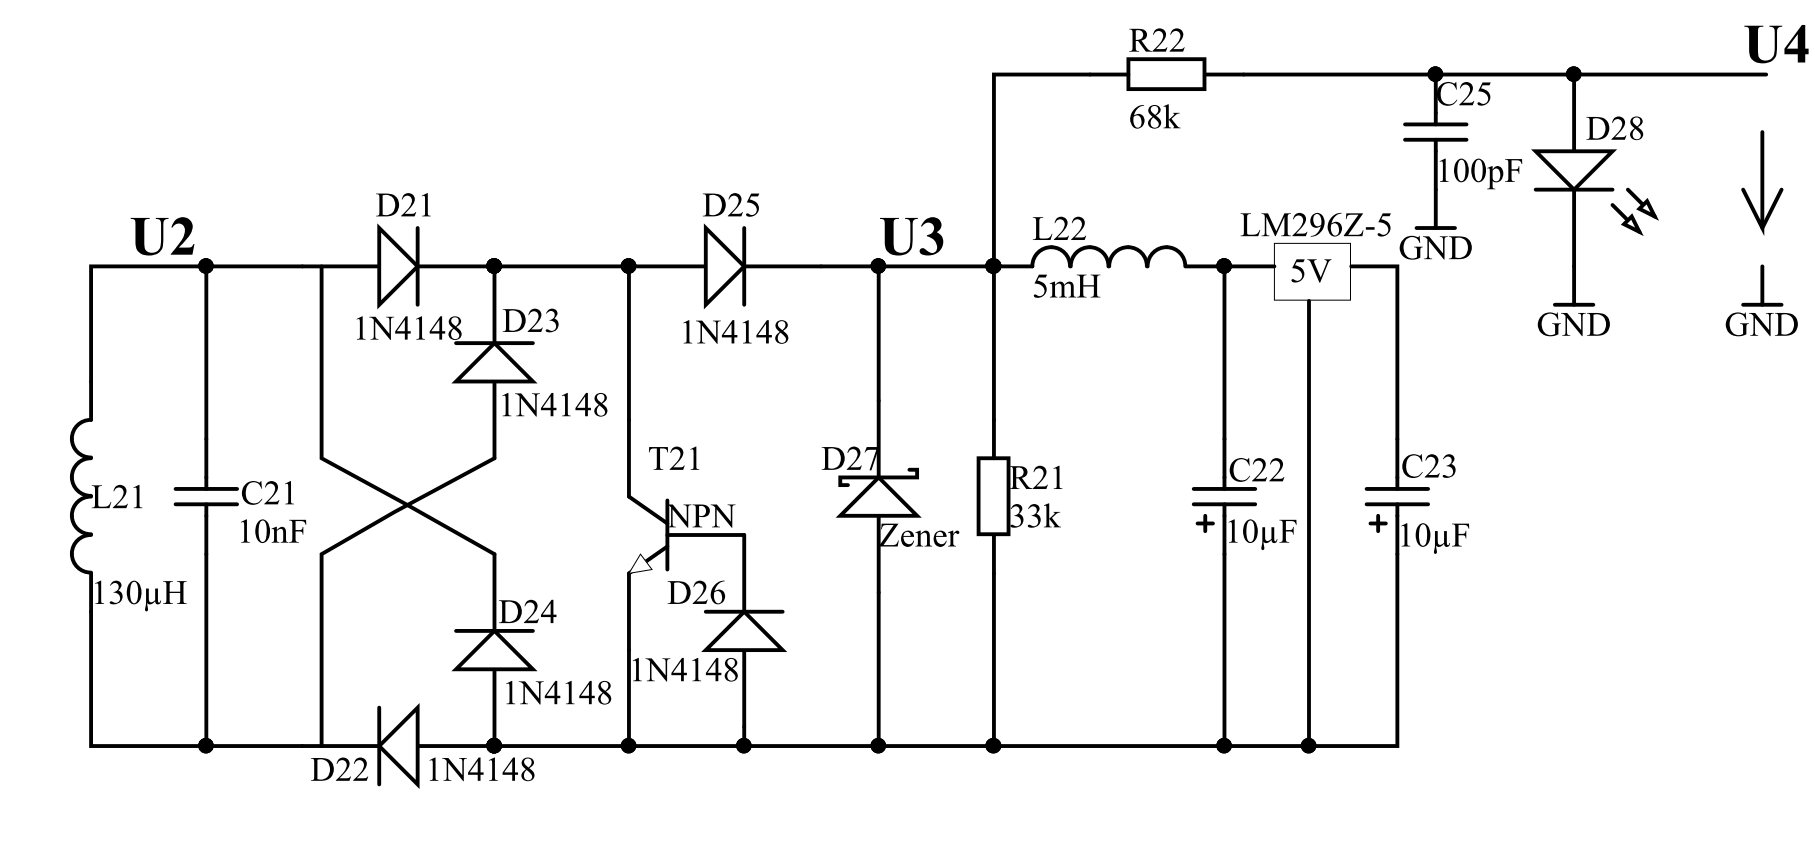 U4
R22
68k
C25
100pF
GND
D28
GND
GND
U2
D21
1N4148
D23
1N4148
D25
1N4148
U3
L22
5mH
LM296Z-5
5V
L21
130µH
C21
10nF
T21
NPN
D27
Zener
R21
33k
C22
10µF
C23
10µF
D24
1N4148
D26
1N4148
D22
1N4148